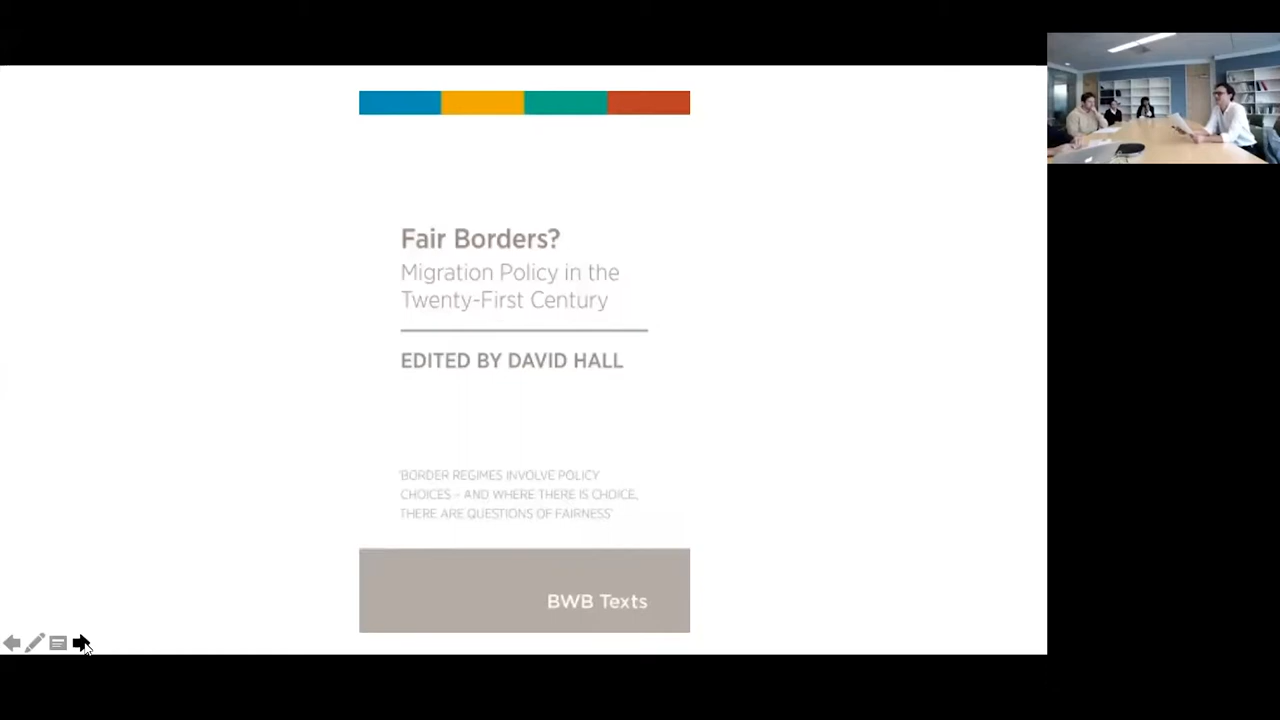 Fair Borders?
Migration Policy in the
Twenty-First Century
EDITED BY DAVID HALL
'BORDER REGIMES INVOLVE POLICY
CHOICES – AND WHERE THERE IS CHOICE,
THERE ARE QUESTIONS OF FAIRNESS'
BWB Texts